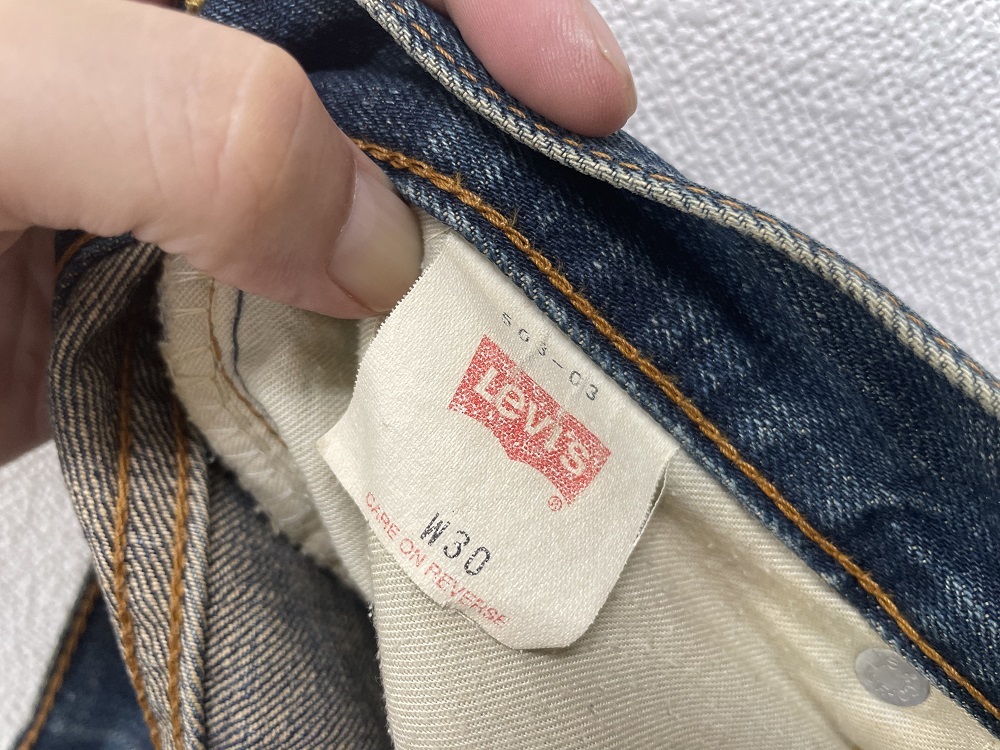 503-03
Levi's
®
W30
CARE ON REVERSE